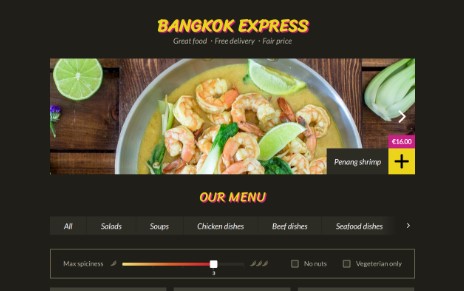 BANGKOK EXPRESS
Great food · Free delivery · Fair price
€16.00
Penang shrimp
OUR MENU
All Salads Soups Chicken dishes Beef dishes Seafood dishes
Max spiciness 3 No nuts Vegeterian only